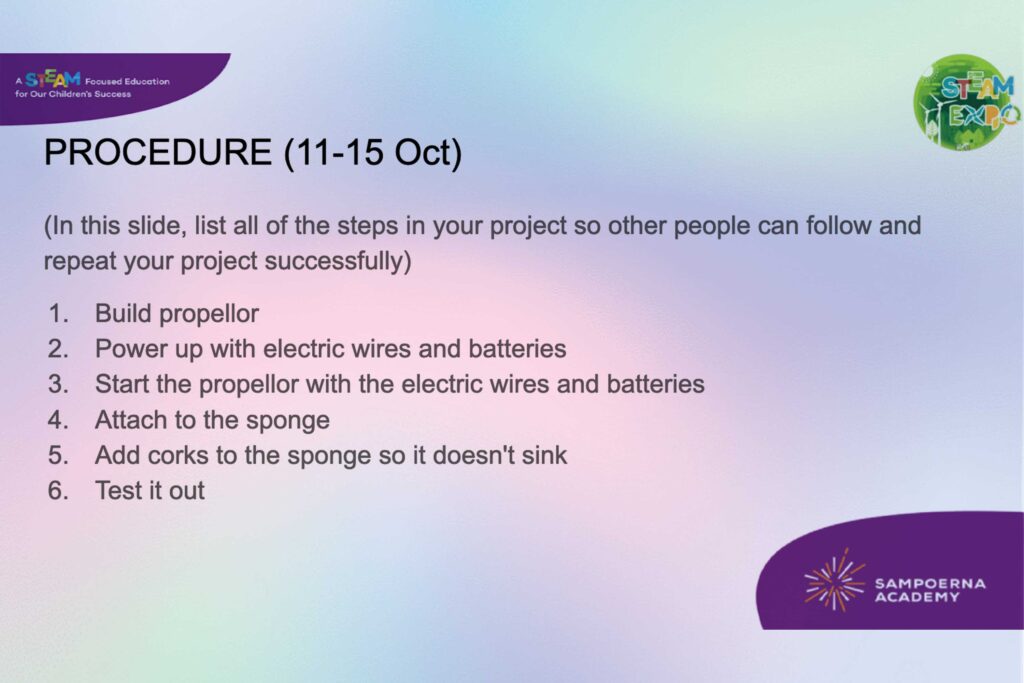 A STEAM Focused Education
for Our Children's Success
STEAM
EXPO
PROCEDURE (11-15 Oct)
(In this slide, list all of the steps in your project so other people can follow and
repeat your project successfully)
1. Build propellor
2. Power up with electric wires and batteries
3. Start the propellor with the electric wires and batteries
4. Attach to the sponge
5. Add corks to the sponge so it doesn't sink
6. Test it out
SAMPOERNA
ACADEMY